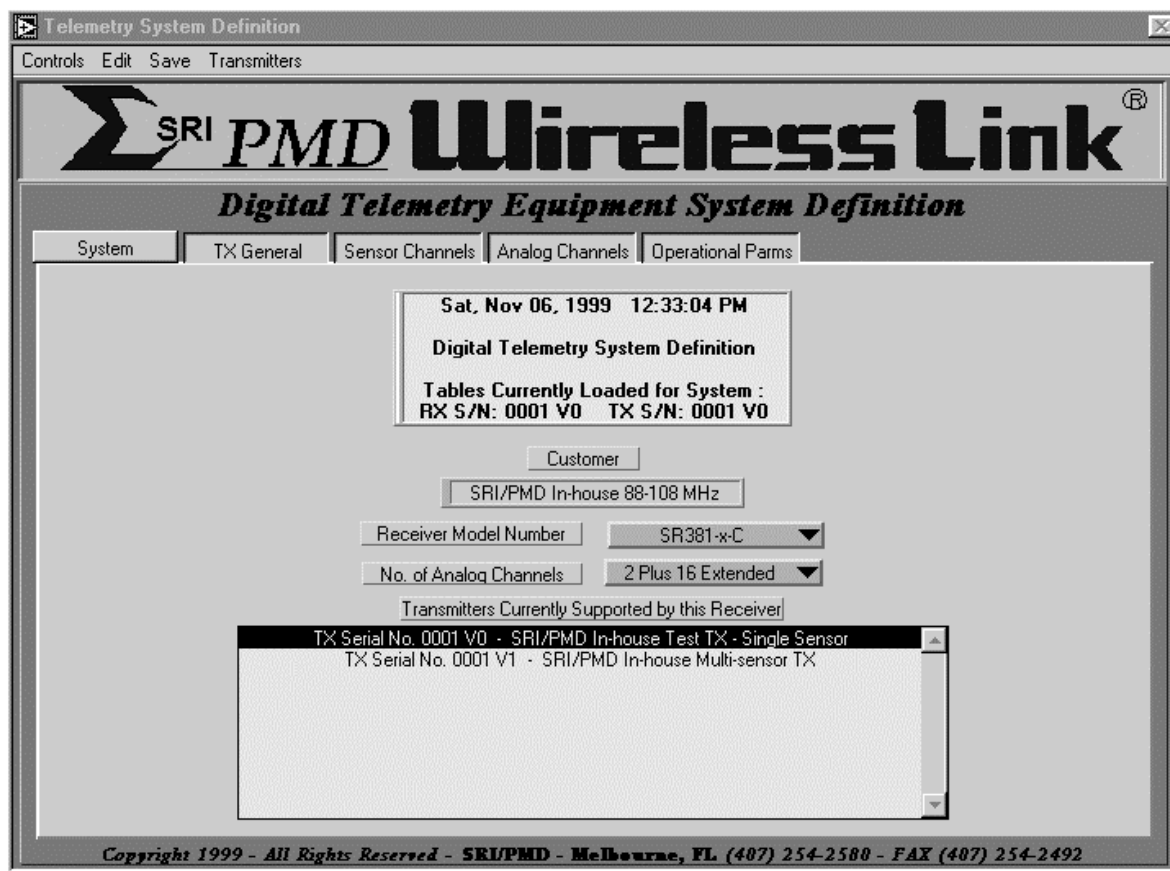 Telemetry System Definition
Controls Edit Save Transmitters
SRI PMD Wireless Link ®
Digital Telemetry Equipment System Definition
System TX General Sensor Channels Analog Channels Operational Parms
Sat, Nov 06, 1999 12:33:04 PM
Digital Telemetry System Definition
Tables Currently Loaded for System :
RX S/N: 0001 V0 TX S/N: 0001 V0
Customer
SRI/PMD In-house 88-108 MHz
Receiver Model Number SR381-x-C
No. of Analog Channels 2 Plus 16 Extended
Transmitters Currently Supported by this Receiver
TX Serial No. 0001 V0 - SRI/PMD In-house Test TX - Single Sensor
TX Serial No. 0001 V1 - SRI/PMD In-house Multi-sensor TX
Copyright 1999 - All Rights Reserved - SRI/PMD - Melbourne, FL (407) 254-2580 - FAX (407) 254-2492